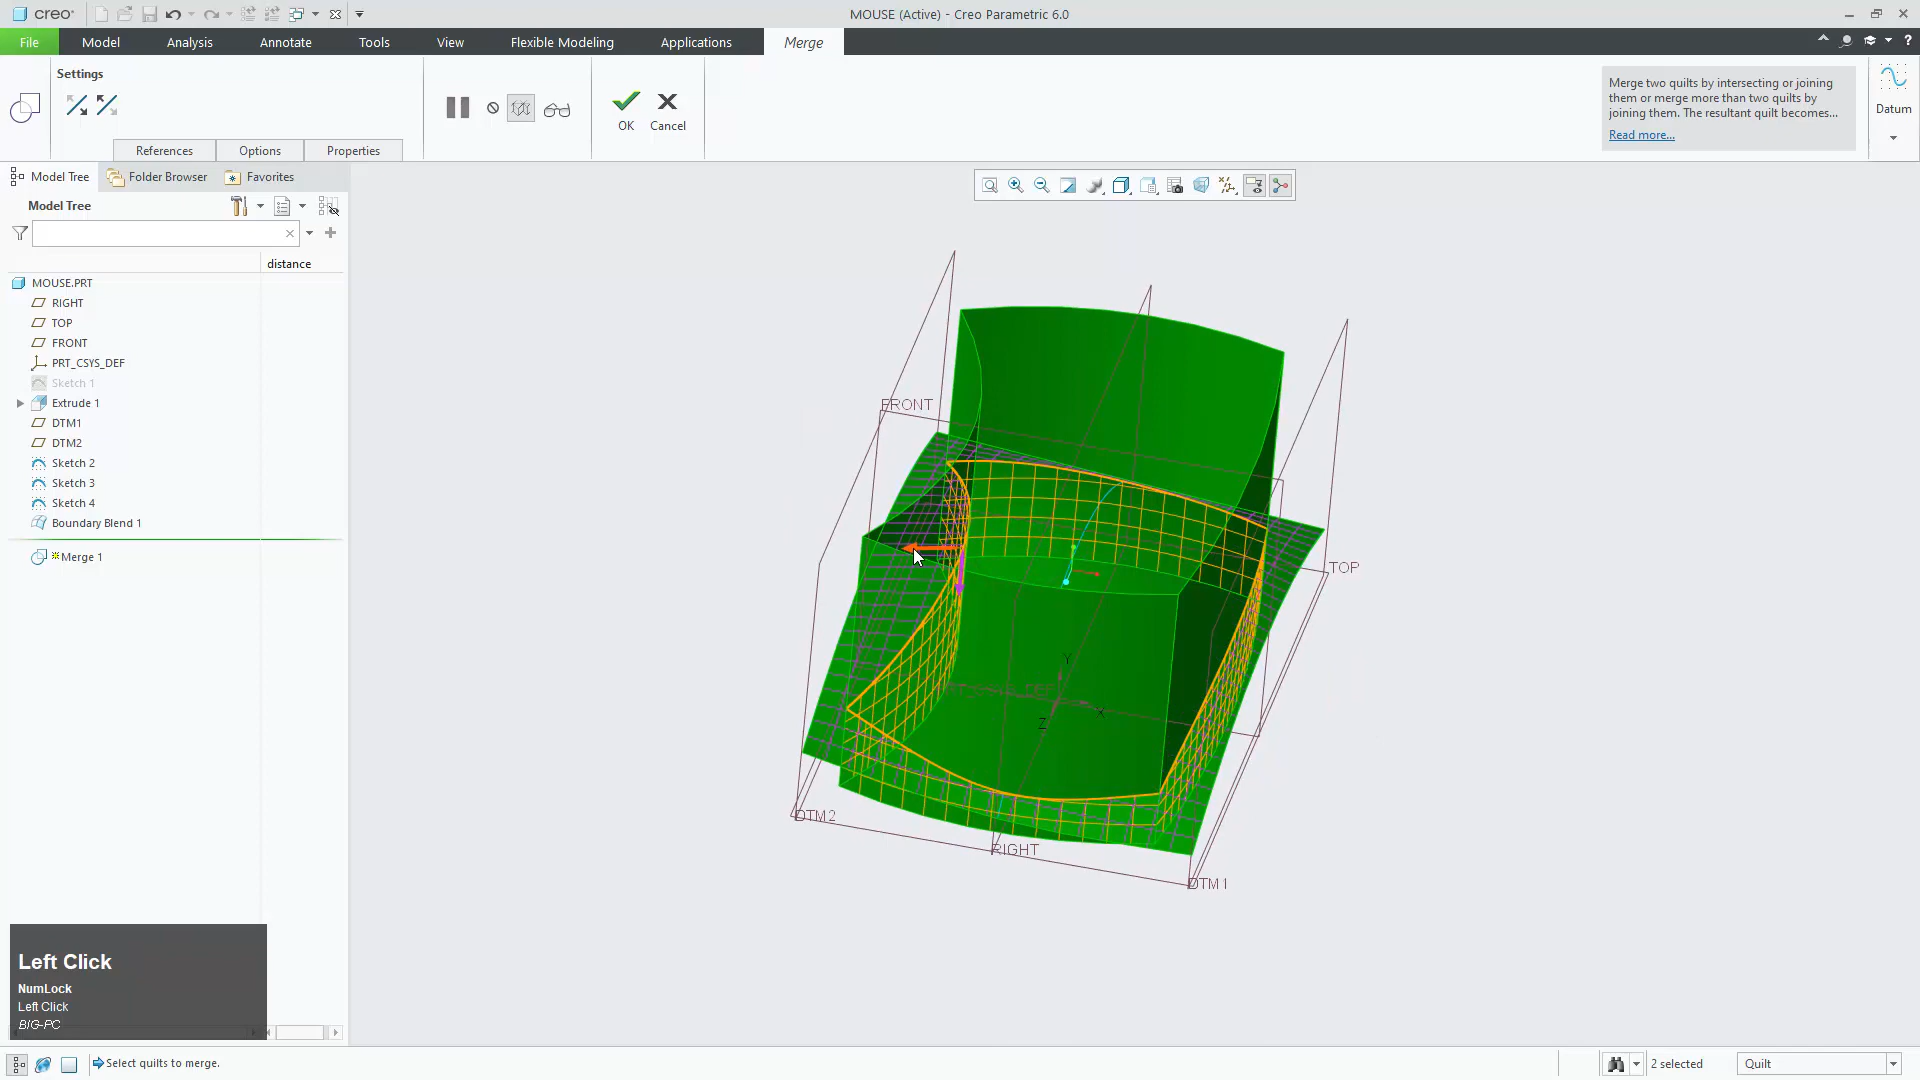 creo
MOUSE (Active) - Creo Parametric 6.0
File
Model
Analysis
Annotate
Tools
View
Flexible Modeling
Applications
Merge
?
Settings
OK
Cancel
References
Options
Properties
Merge two quilts by intersecting or joining
them or merge more than two quilts by
joining them. The resultant quilt becomes...
Read more...
Datum
Model Tree
Folder Browser
Favorites
Model Tree
distance
MOUSE.PRT
RIGHT
TOP
FRONT
PRT_CSYS_DEF
Sketch 1
Extrude 1
DTM1
DTM2
Sketch 2
Sketch 3
Sketch 4
Boundary Blend 1
Merge 1
FRONT
TOP
Y
X
Z
DTM2
RIGHT
DTM1
Left Click
NumLock
Left Click
BIG-PC
Select quilts to merge.
2 selected
Quilt